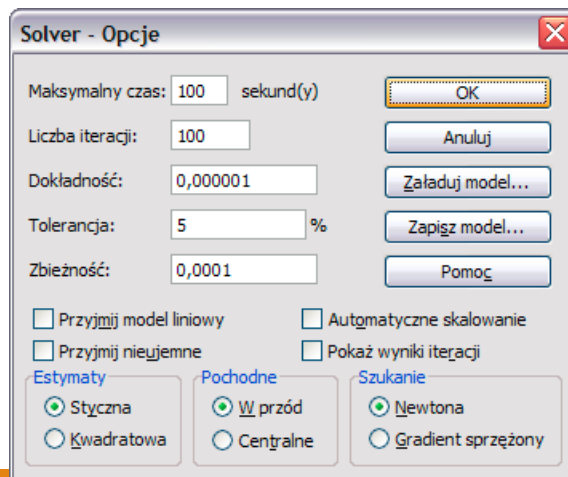 Solver - Opcje
Maksymalny czas: 100 sekund(y) OK
Liczba iteracji: 100 Anuluj
Dokładność: 0,000001 Załaduj model...
Tolerancja: 5 % Zapisz model...
Zbieżność: 0,0001 Pomoc
Przyjmij model liniowy Automatyczne skalowanie
Przyjmij nieujemne Pokaż wyniki iteracji
Estymaty Pochodne Szukanie
Styczna W przód Newtona
Kwadratowa Centralne Gradient sprzężony